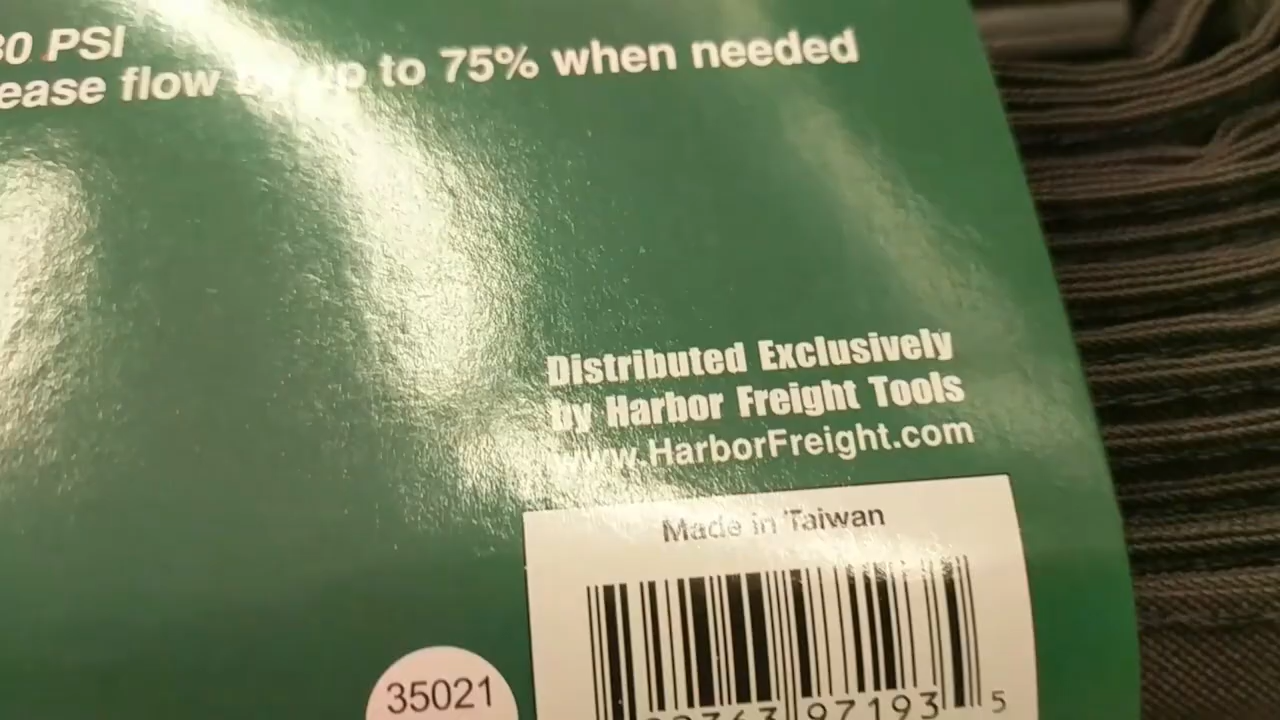 30 PSI
ease flow by up to 75% when needed
Distributed Exclusively
by Harbor Freight Tools
www.HarborFreight.com
Made in Taiwan
35021
97193 5